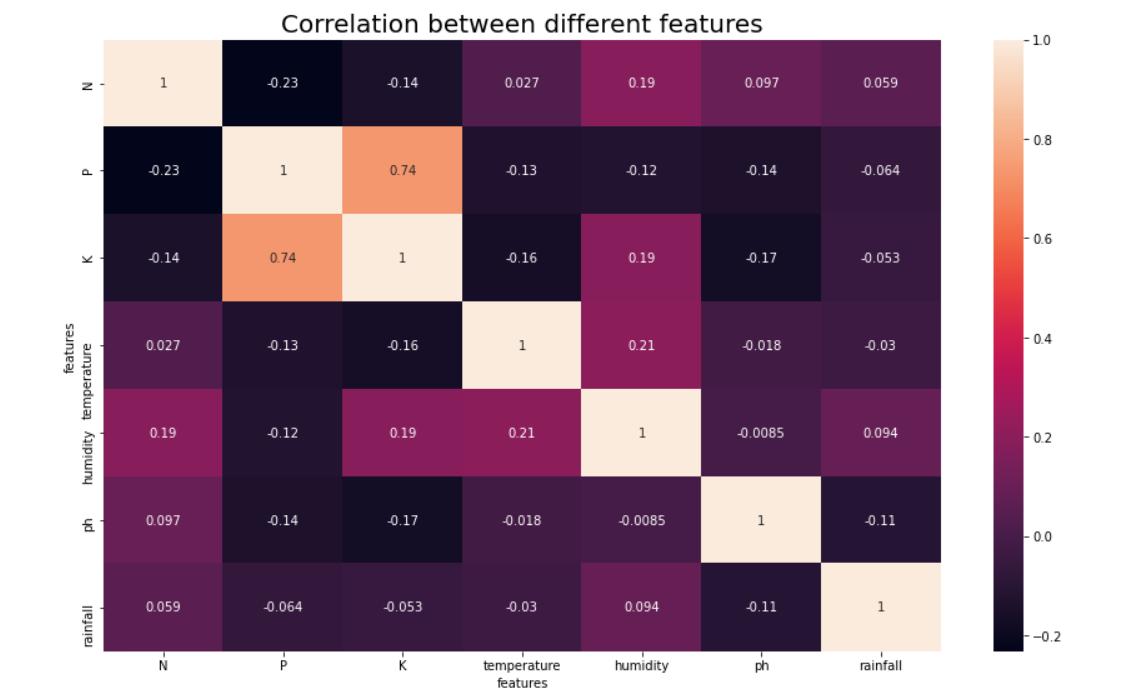 Correlation between different features
N 1 -0.23 -0.14 0.027 0.19 0.097 0.059
P -0.23 1 0.74 -0.13 -0.12 -0.14 -0.064
K -0.14 0.74 1 -0.16 0.19 -0.17 -0.053
temperature 0.027 -0.13 -0.16 1 0.21 -0.018 -0.03
humidity 0.19 -0.12 0.19 0.21 1 -0.0085 0.094
ph 0.097 -0.14 -0.17 -0.018 -0.0085 1 -0.11
rainfall 0.059 -0.064 -0.053 -0.03 0.094 -0.11 1
features
N P K temperature humidity ph rainfall
features
1.0
0.8
0.6
0.4
0.2
0.0
−0.2